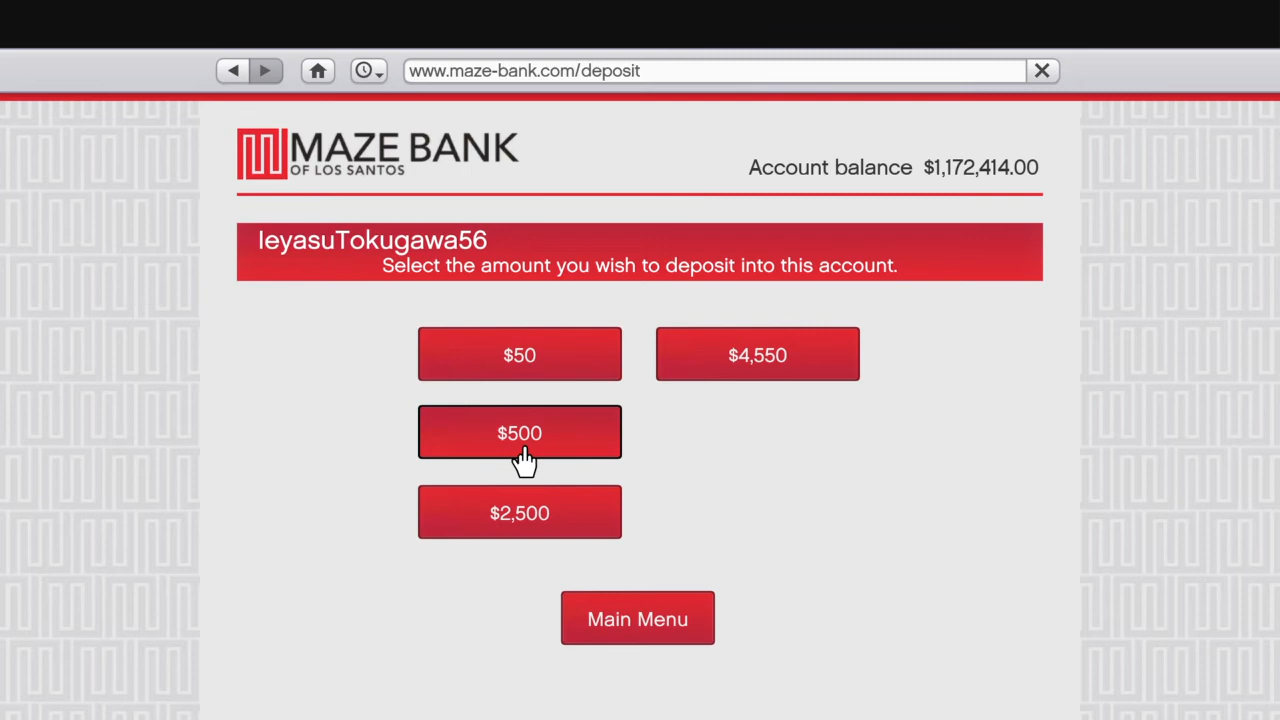 www.maze-bank.com/deposit
MAZE BANK
OF LOS SANTOS
Account balance $1,172,414.00
IeyasuTokugawa56
Select the amount you wish to deposit into this account.
$50
$4,550
$500
$2,500
Main Menu